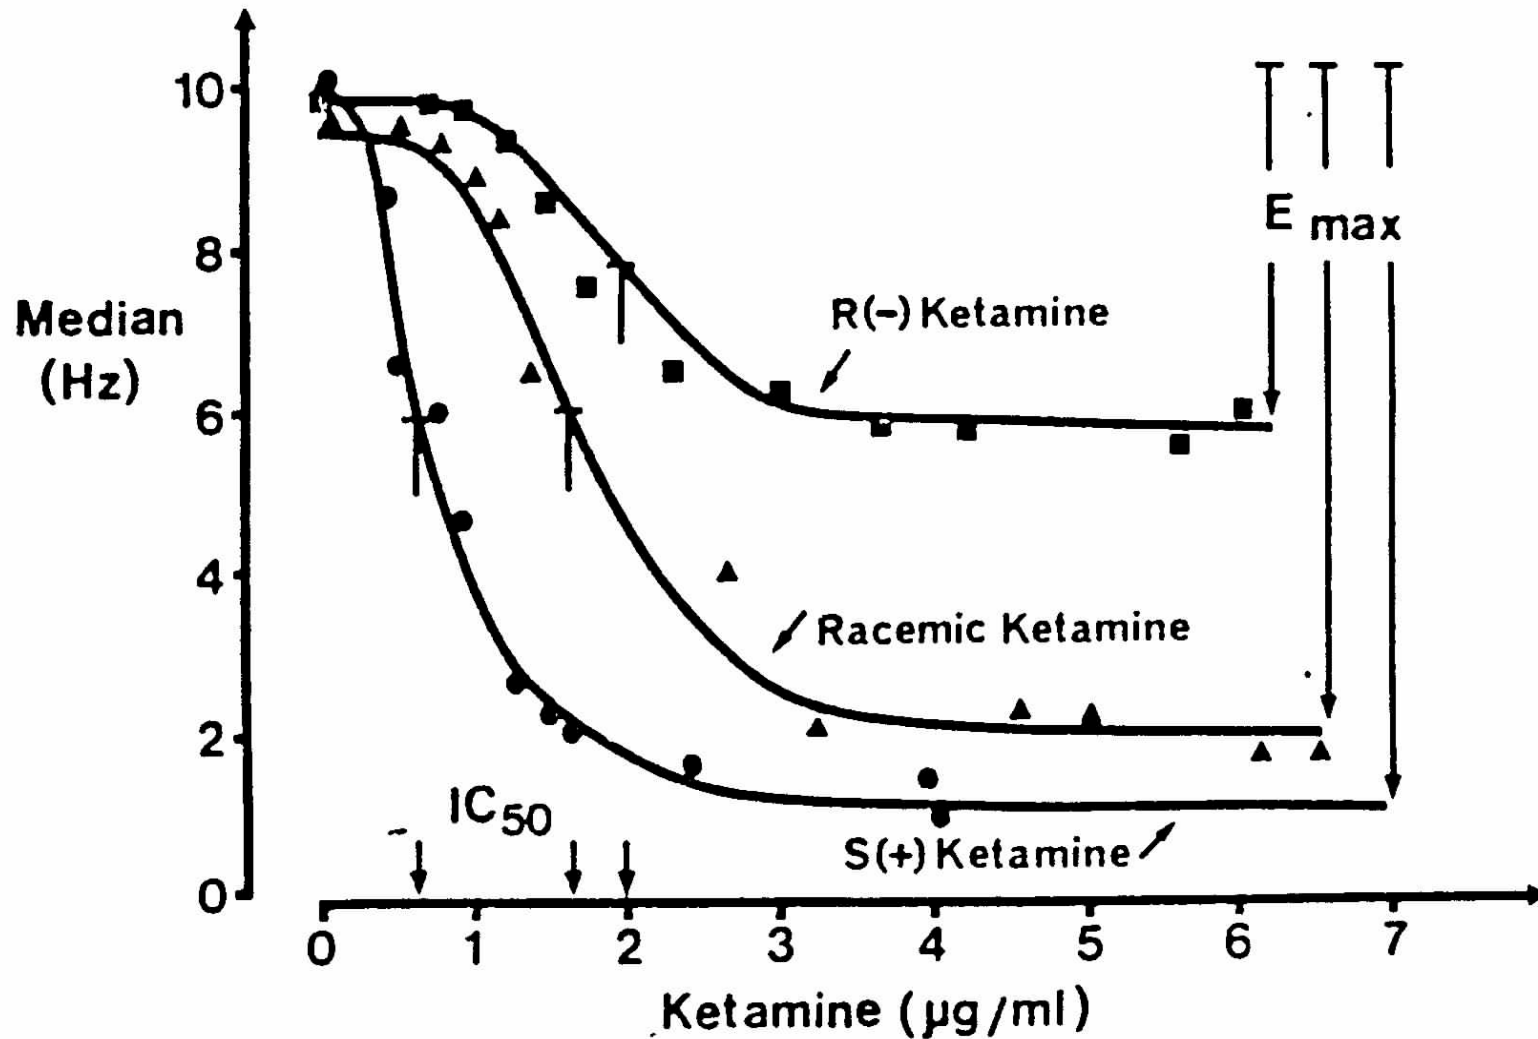 10
8
6
4
2
0
Median
(Hz)
E max
R(-) Ketamine
Racemic Ketamine
S(+) Ketamine
IC50
0 1 2 3 4 5 6 7
Ketamine (µg/ml)